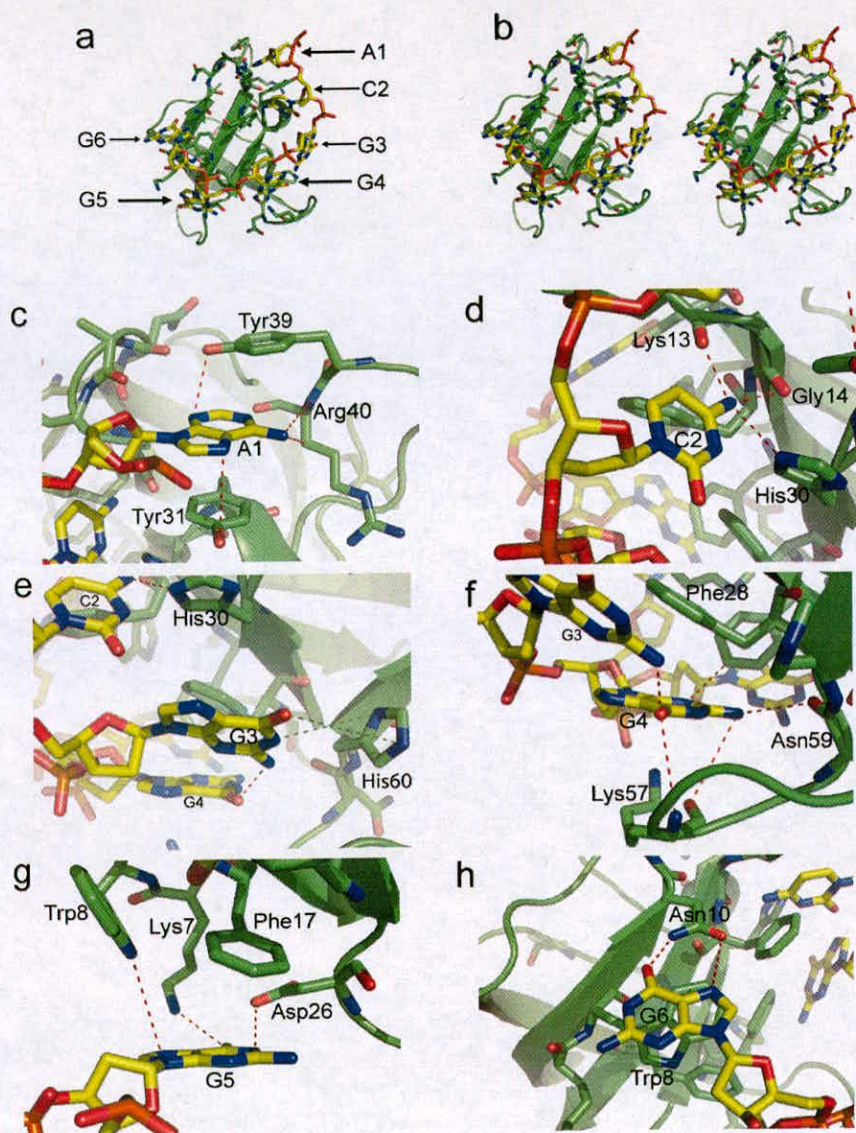 a
A1
C2
G6
G3
G4
G5
b
c
Tyr39
Arg40
A1
Tyr31
d
Lys13
Gly14
C2
His30
e
C2
His30
G3
G4
His60
f
Phe28
G3
G4
Asn59
Lys57
g
Trp8
Lys7
Phe17
Asp26
G5
h
Asn10
G6
Trp8